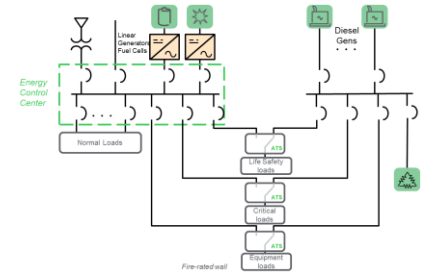 Linear
Generators
Fuel Cells
Diesel
Gens
. . .
Energy
Control
Center
. . .
Normal Loads
ATS
Life Safety
loads
ATS
Critical
loads
ATS
Equipment
loads
Fire-rated wall